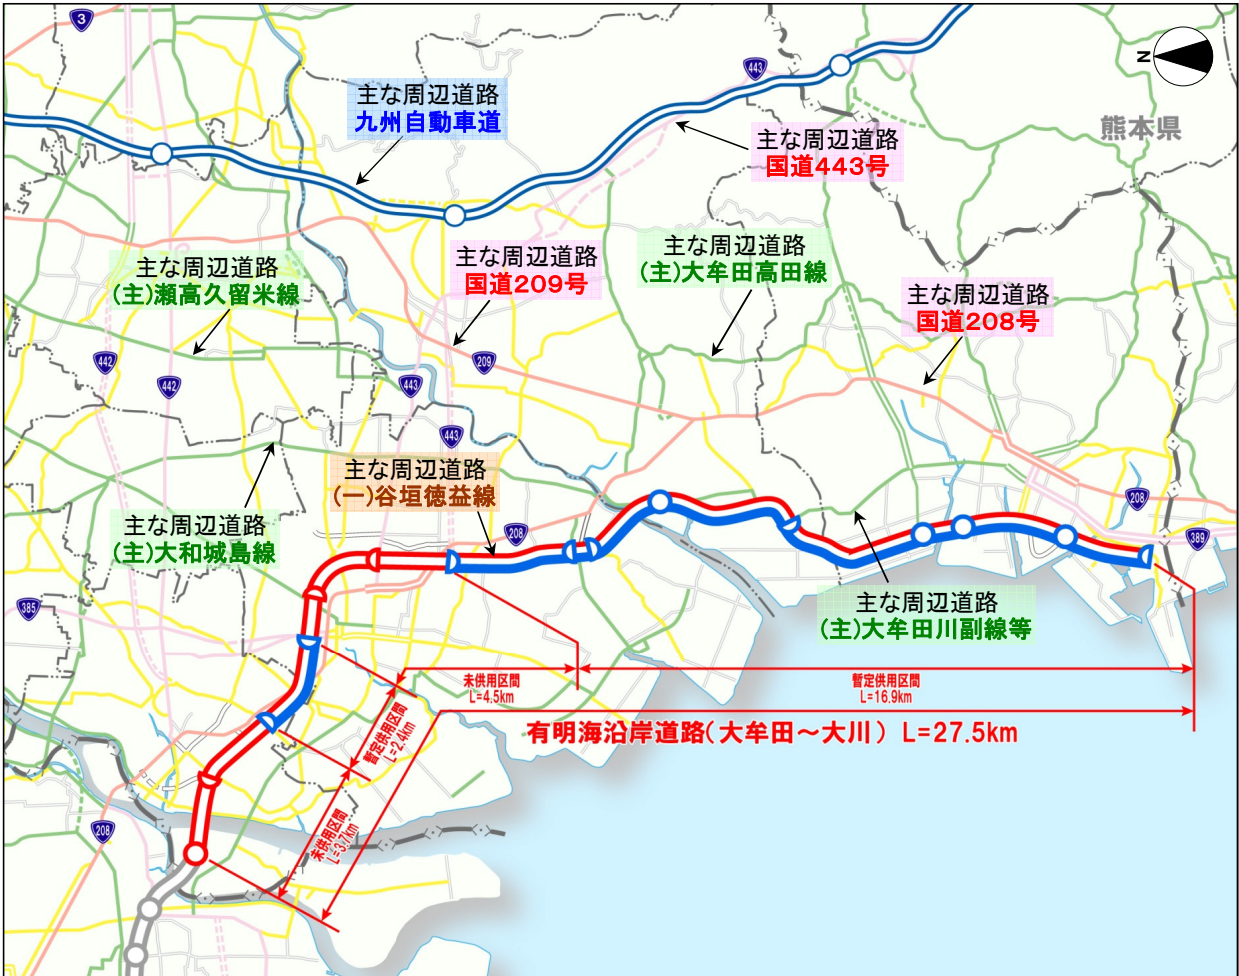 3
443
N
主な周辺道路
九州自動車道
主な周辺道路
国道443号
熊本県
主な周辺道路
(主)瀬高久留米線
主な周辺道路
国道209号
主な周辺道路
(主)大牟田高田線
主な周辺道路
国道208号
442
442
443
209
443
主な周辺道路
(一)谷垣徳益線
208
208
389
主な周辺道路
(主)大和城島線
主な周辺道路
(主)大牟田川副線等
385
未供用区間
L=4.5km
暫定供用区間
L=16.9km
有明海沿岸道路(大牟田～大川) L=27.5km
暫定供用区間
L=2.4km
未供用区間
L=3.7km
208